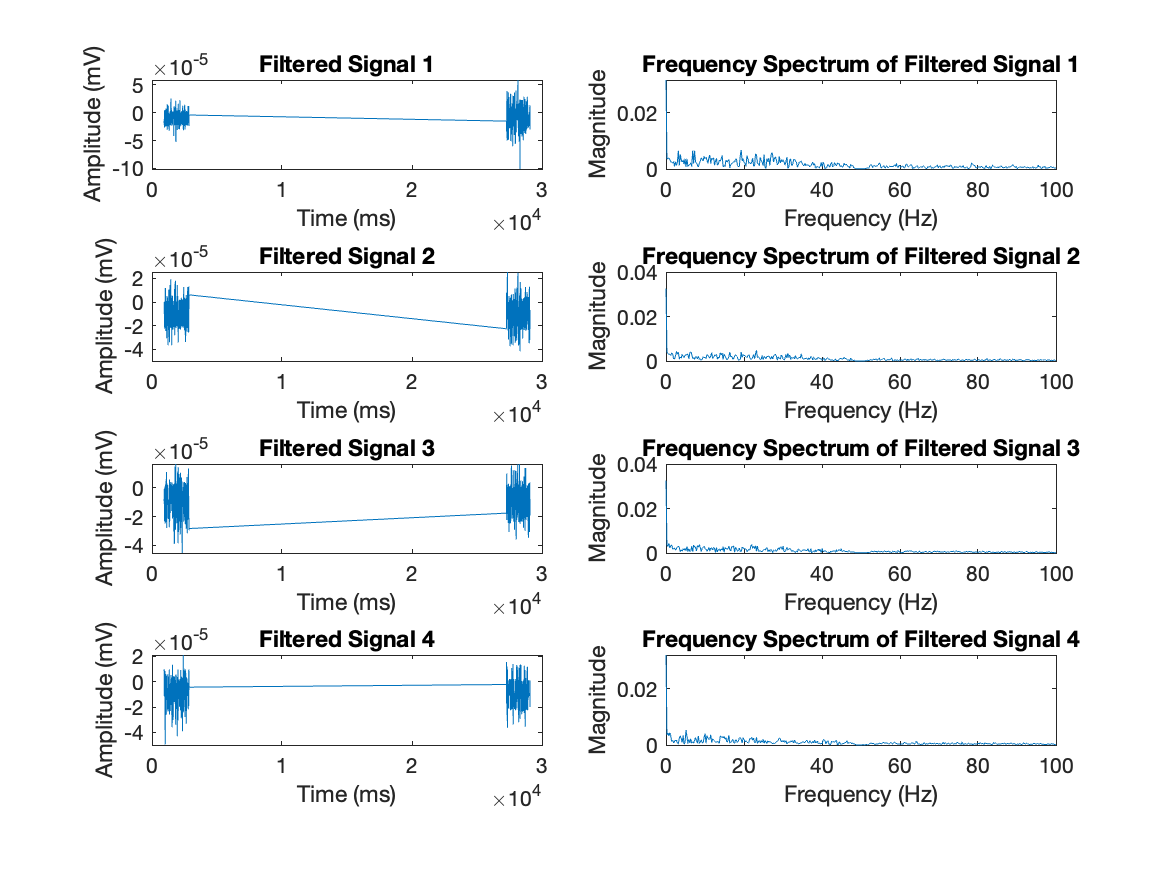 Filtered Signal 1
×10-5
Amplitude (mV)
5
0
-5
-10
0 1 2 3
Time (ms)
×104
Frequency Spectrum of Filtered Signal 1
Magnitude
0.02
0
0 20 40 60 80 100
Frequency (Hz)
Filtered Signal 2
×10-5
Amplitude (mV)
2
0
-2
-4
0 1 2 3
Time (ms)
×104
Frequency Spectrum of Filtered Signal 2
Magnitude
0.04
0.02
0
0 20 40 60 80 100
Frequency (Hz)
Filtered Signal 3
×10-5
Amplitude (mV)
0
-2
-4
0 1 2 3
Time (ms)
×104
Frequency Spectrum of Filtered Signal 3
Magnitude
0.04
0.02
0
0 20 40 60 80 100
Frequency (Hz)
Filtered Signal 4
×10-5
Amplitude (mV)
2
0
-2
-4
0 1 2 3
Time (ms)
×104
Frequency Spectrum of Filtered Signal 4
Magnitude
0.02
0
0 20 40 60 80 100
Frequency (Hz)